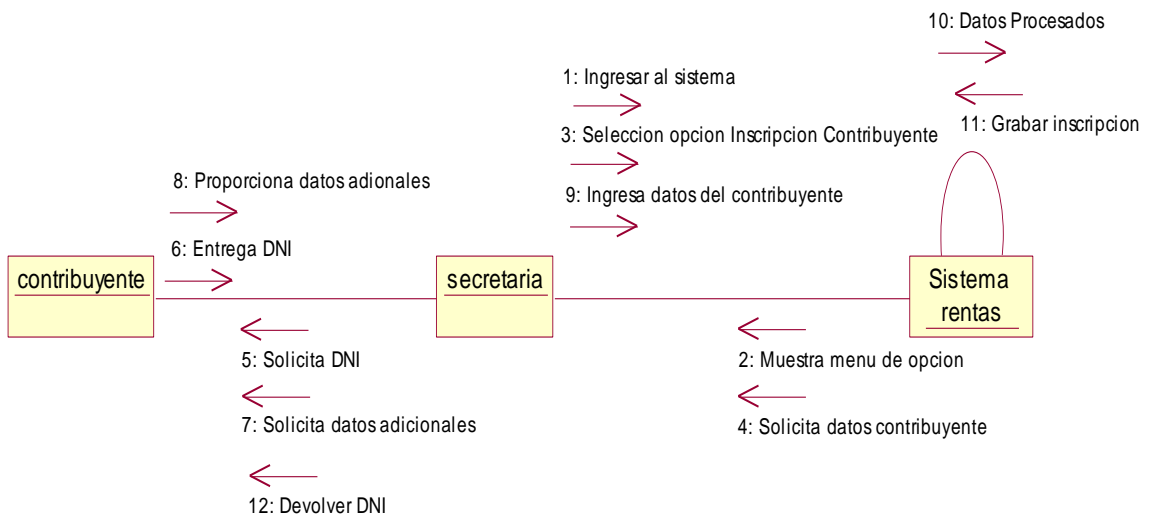 10: Datos Procesados
1: Ingresar al sistema
11: Grabar inscripcion
3: Seleccion opcion Inscripcion Contribuyente
8: Proporciona datos adionales
9: Ingresa datos del contribuyente
6: Entrega DNI
contribuyente
secretaria
Sistema
rentas
5: Solicita DNI
2: Muestra menu de opcion
7: Solicita datos adicionales
4: Solicita datos contribuyente
12: Devolver DNI